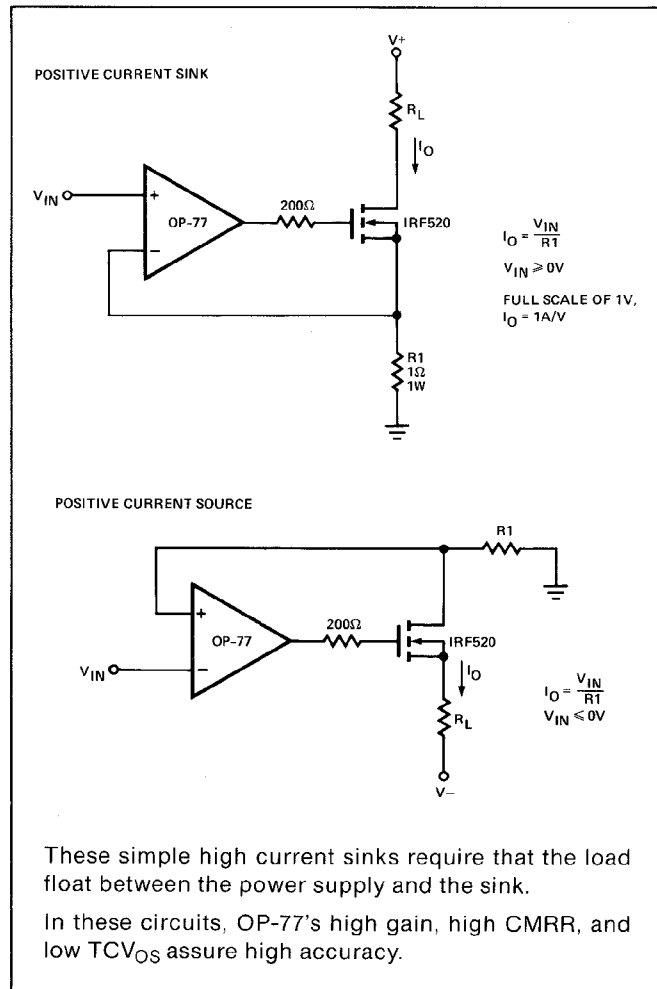 V+
POSITIVE CURRENT SINK
RL
IO
VIN
+
OP-77
−
200Ω
IRF520
IO = VIN/R1
VIN ⩾ 0V
FULL SCALE OF 1V,
IO = 1A/V
R1
1Ω
1W
POSITIVE CURRENT SOURCE
R1
+
OP-77
−
200Ω
IRF520
VIN
IO
RL
IO = VIN/R1
VIN ⩽ 0V
V−
These simple high current sinks require that the load
float between the power supply and the sink.
In these circuits, OP-77's high gain, high CMRR, and
low TCVOS assure high accuracy.